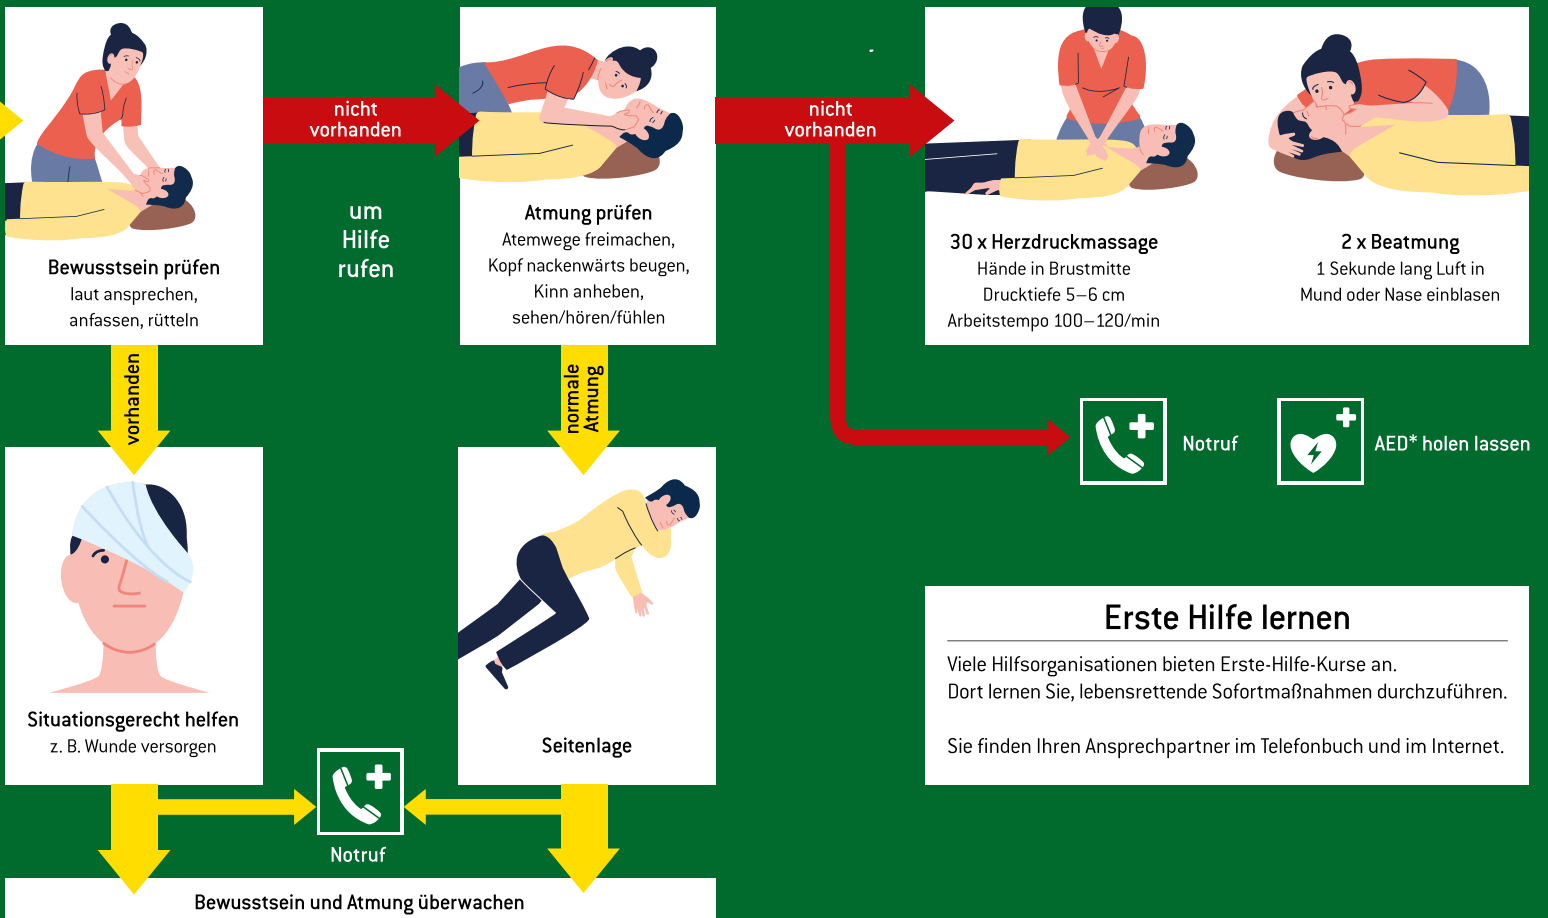 nicht
vorhanden
um
Hilfe
rufen
nicht
vorhanden
Bewusstsein prüfen
laut ansprechen,
anfassen, rütteln
Atmung prüfen
Atemwege freimachen,
Kopf nackenwärts beugen,
Kinn anheben,
sehen/hören/fühlen
30 x Herzdruckmassage
Hände in Brustmitte
Drucktiefe 5–6 cm
Arbeitstempo 100–120/min
2 x Beatmung
1 Sekunde lang Luft in
Mund oder Nase einblasen
vorhanden
normale
Atmung
Notruf
AED* holen lassen
Situationsgerecht helfen
z. B. Wunde versorgen
Seitenlage
Erste Hilfe lernen
Viele Hilfsorganisationen bieten Erste-Hilfe-Kurse an.
Dort lernen Sie, lebensrettende Sofortmaßnahmen durchzuführen.
Sie finden Ihren Ansprechpartner im Telefonbuch und im Internet.
Notruf
Bewusstsein und Atmung überwachen